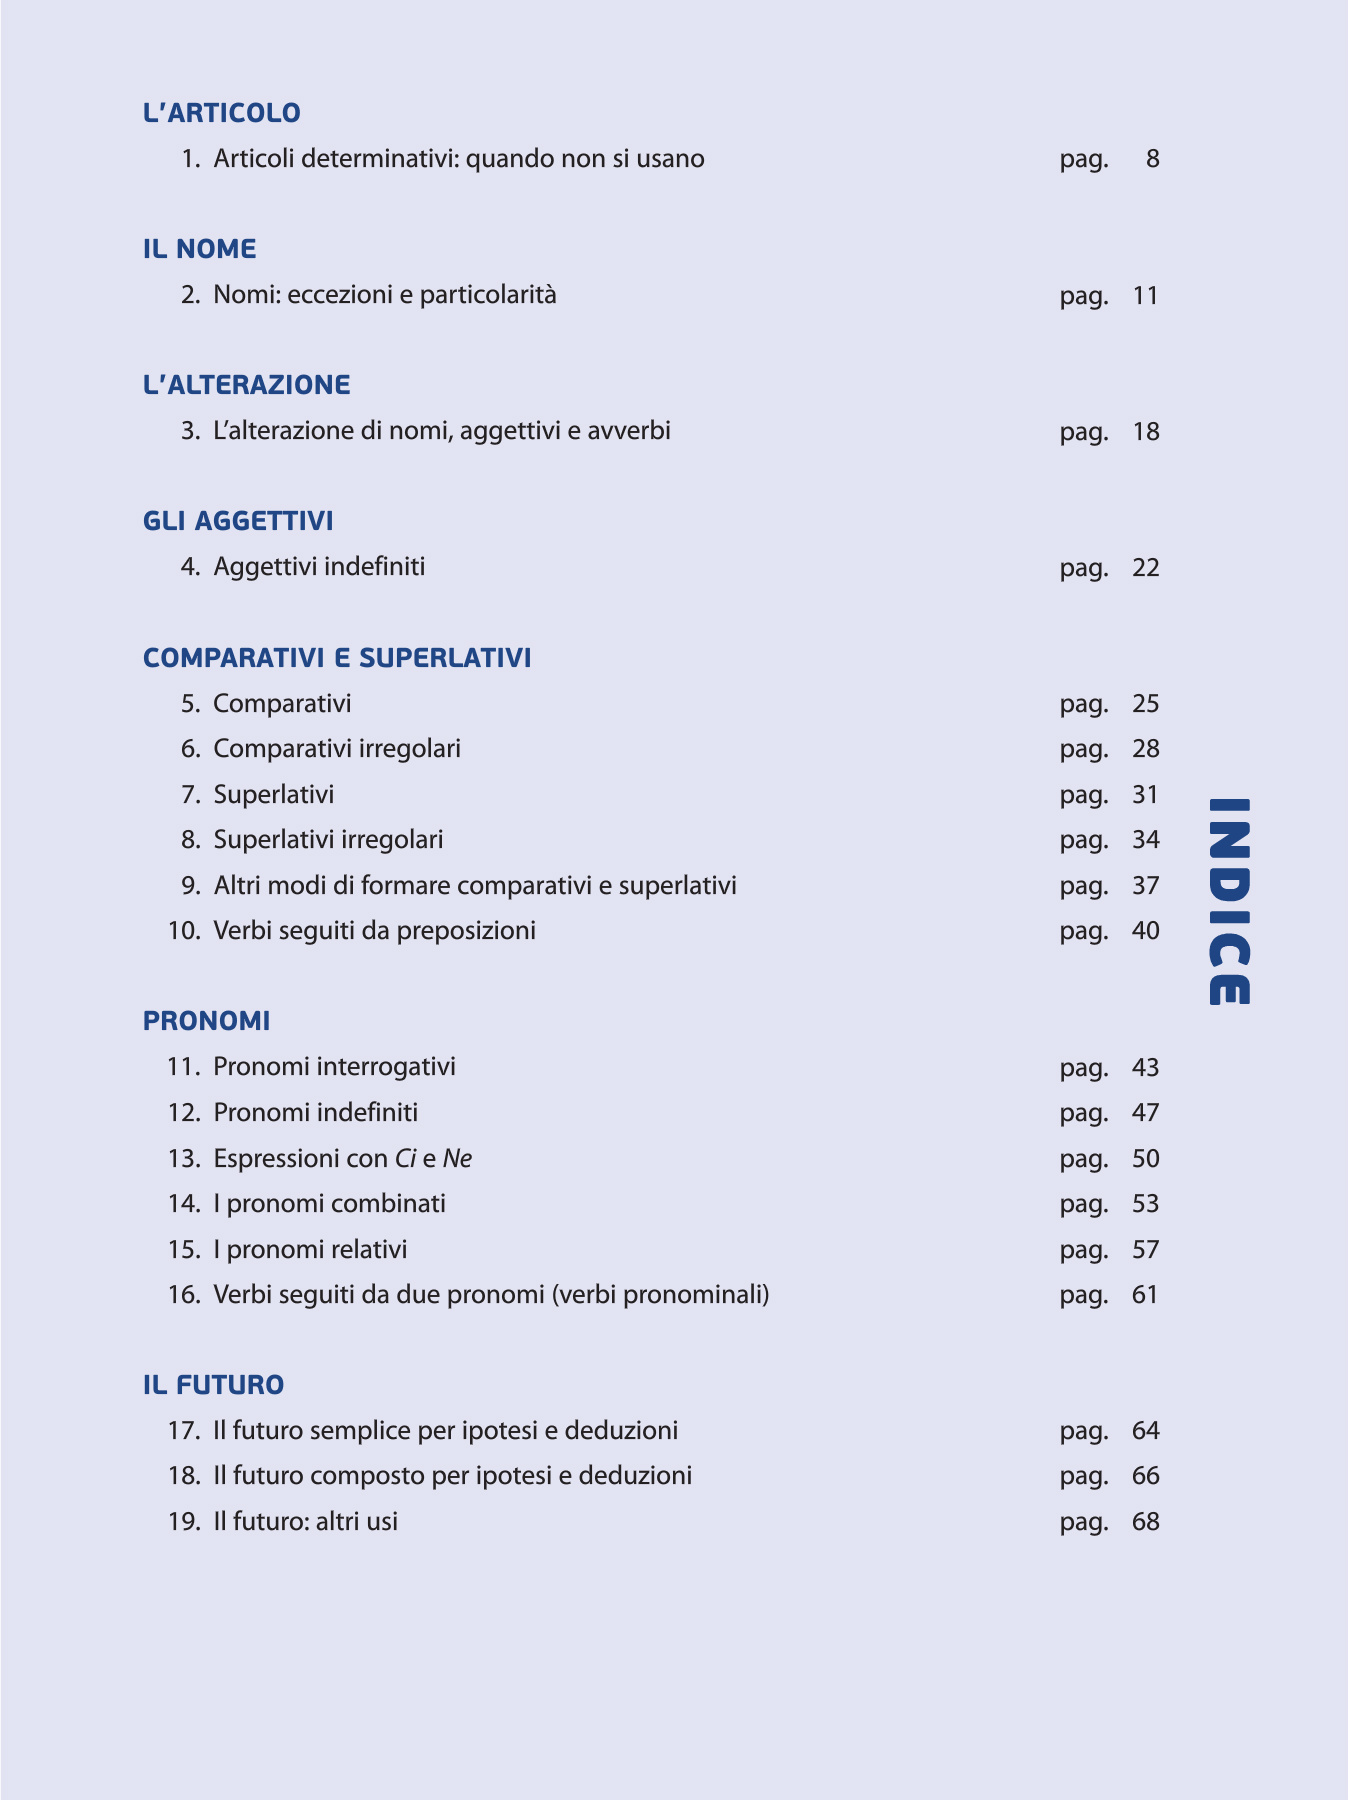 L'ARTICOLO
1. Articoli determinativi: quando non si usano pag. 8
IL NOME
2. Nomi: eccezioni e particolarità pag. 11
L'ALTERAZIONE
3. L’alterazione di nomi, aggettivi e avverbi pag. 18
GLI AGGETTIVI
4. Aggettivi indefiniti pag. 22
COMPARATIVI E SUPERLATIVI
5. Comparativi pag. 25
6. Comparativi irregolari pag. 28
7. Superlativi pag. 31
8. Superlativi irregolari pag. 34
9. Altri modi di formare comparativi e superlativi pag. 37
10. Verbi seguiti da preposizioni pag. 40
PRONOMI
11. Pronomi interrogativi pag. 43
12. Pronomi indefiniti pag. 47
13. Espressioni con Ci e Ne pag. 50
14. I pronomi combinati pag. 53
15. I pronomi relativi pag. 57
16. Verbi seguiti da due pronomi (verbi pronominali) pag. 61
IL FUTURO
17. Il futuro semplice per ipotesi e deduzioni pag. 64
18. Il futuro composto per ipotesi e deduzioni pag. 66
19. Il futuro: altri usi pag. 68
INDICE